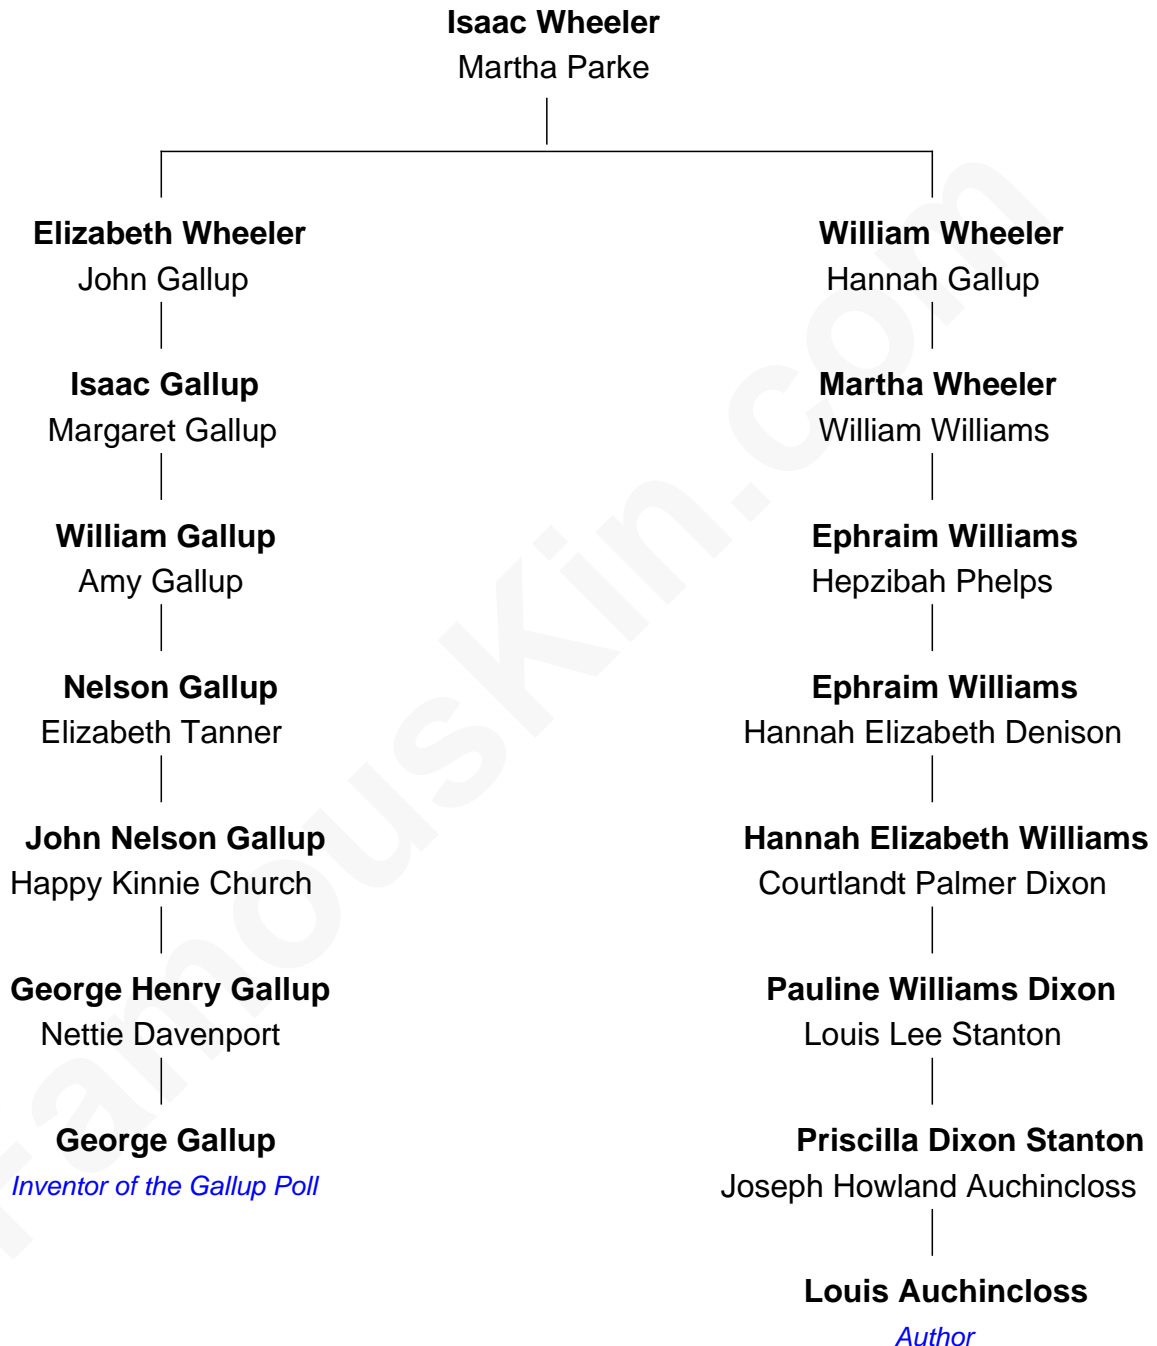 Isaac Wheeler
Martha Parke
Elizabeth Wheeler
John Gallup
William Wheeler
Hannah Gallup
Isaac Gallup
Margaret Gallup
Martha Wheeler
William Williams
William Gallup
Amy Gallup
Ephraim Williams
Hepzibah Phelps
Nelson Gallup
Elizabeth Tanner
Ephraim Williams
Hannah Elizabeth Denison
John Nelson Gallup
Happy Kinnie Church
Hannah Elizabeth Williams
Courtlandt Palmer Dixon
George Henry Gallup
Nettie Davenport
Pauline Williams Dixon
Louis Lee Stanton
George Gallup
Inventor of the Gallup Poll
Priscilla Dixon Stanton
Joseph Howland Auchincloss
Louis Auchincloss
Author
FamousKin.com